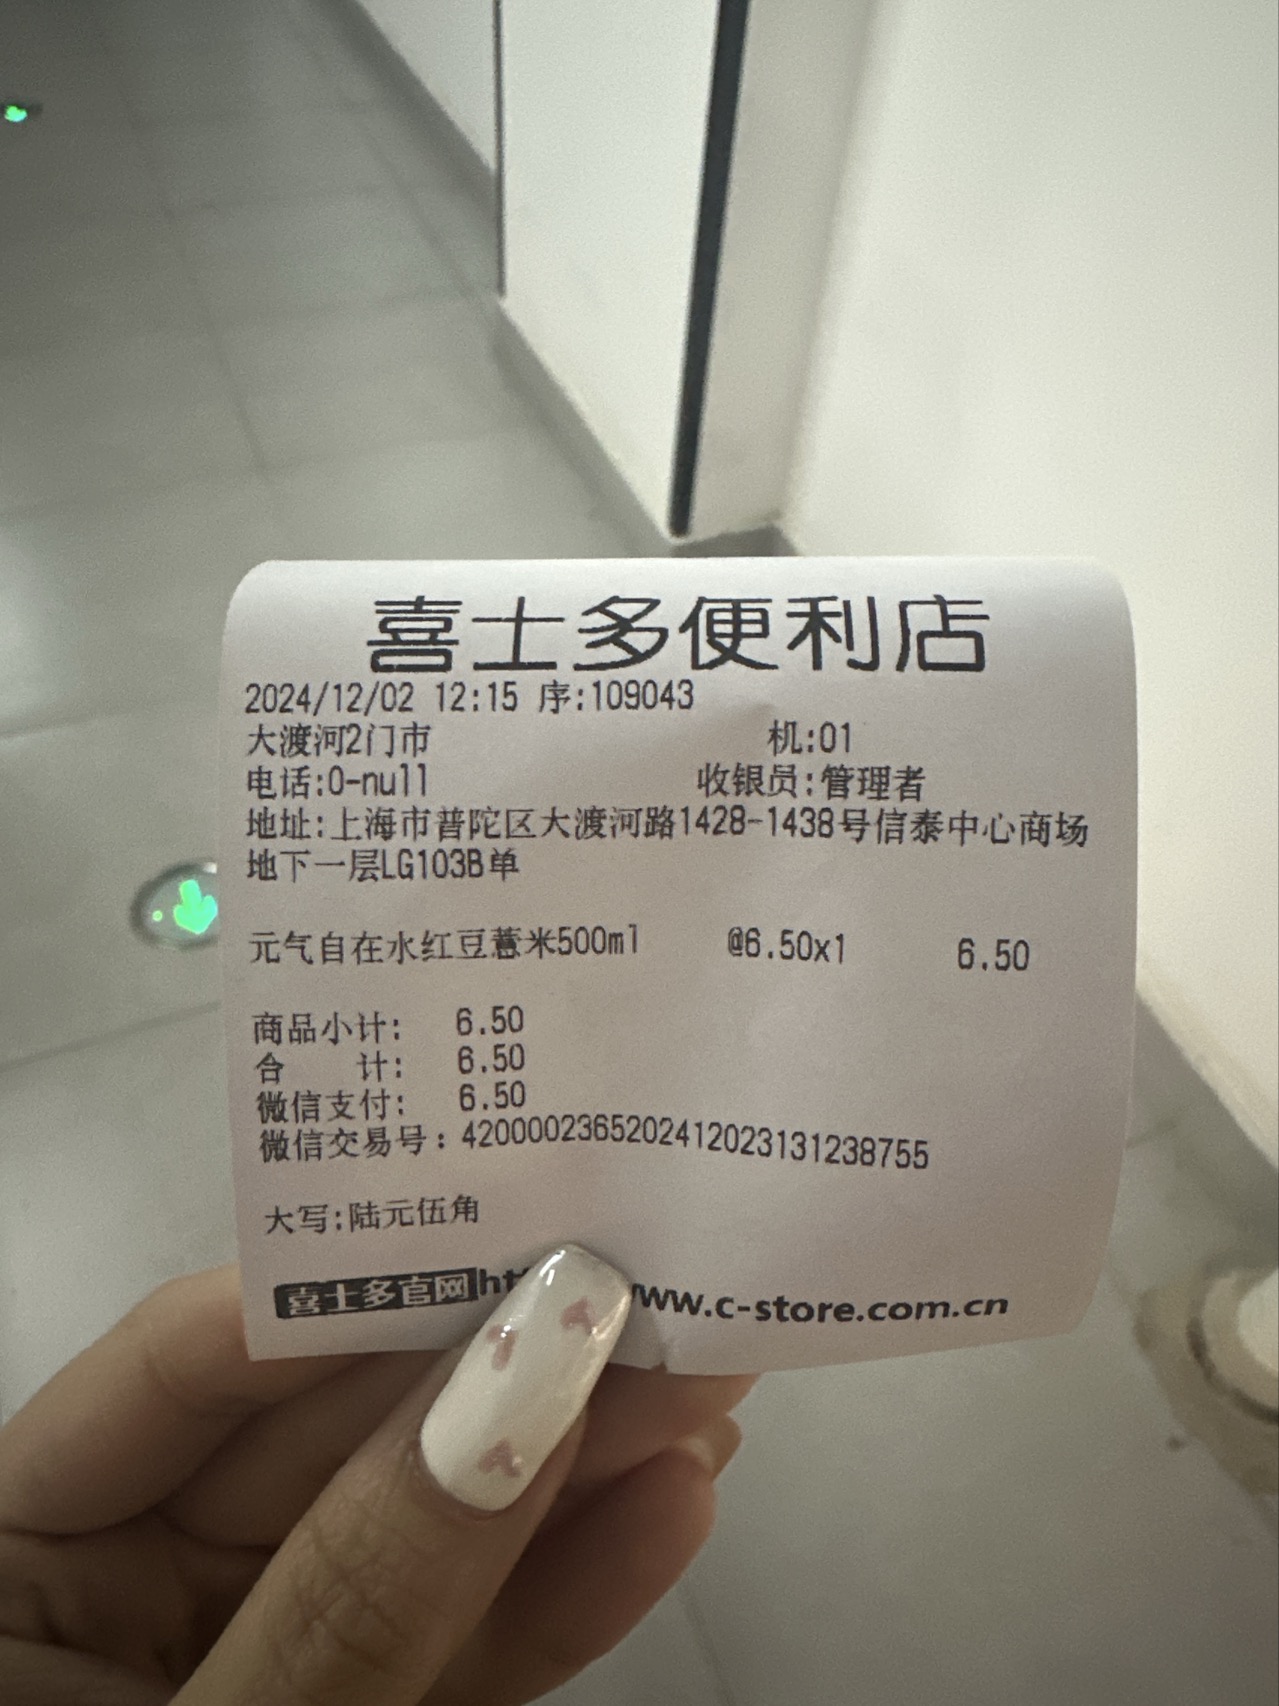 喜士多便利店
2024/12/02 12:15 序:109043
大渡河2门市 机:01
电话:0-null 收银员:管理者
地址:上海市普陀区大渡河路1428-1438号信泰中心商场
地下一层LG103B单
元气自在水红豆薏米500ml @6.50x1 6.50
商品小计: 6.50
合 计: 6.50
微信支付: 6.50
微信交易号:4200002365202412023131238755
大写:陆元伍角
喜士多官网 www.c-store.com.cn